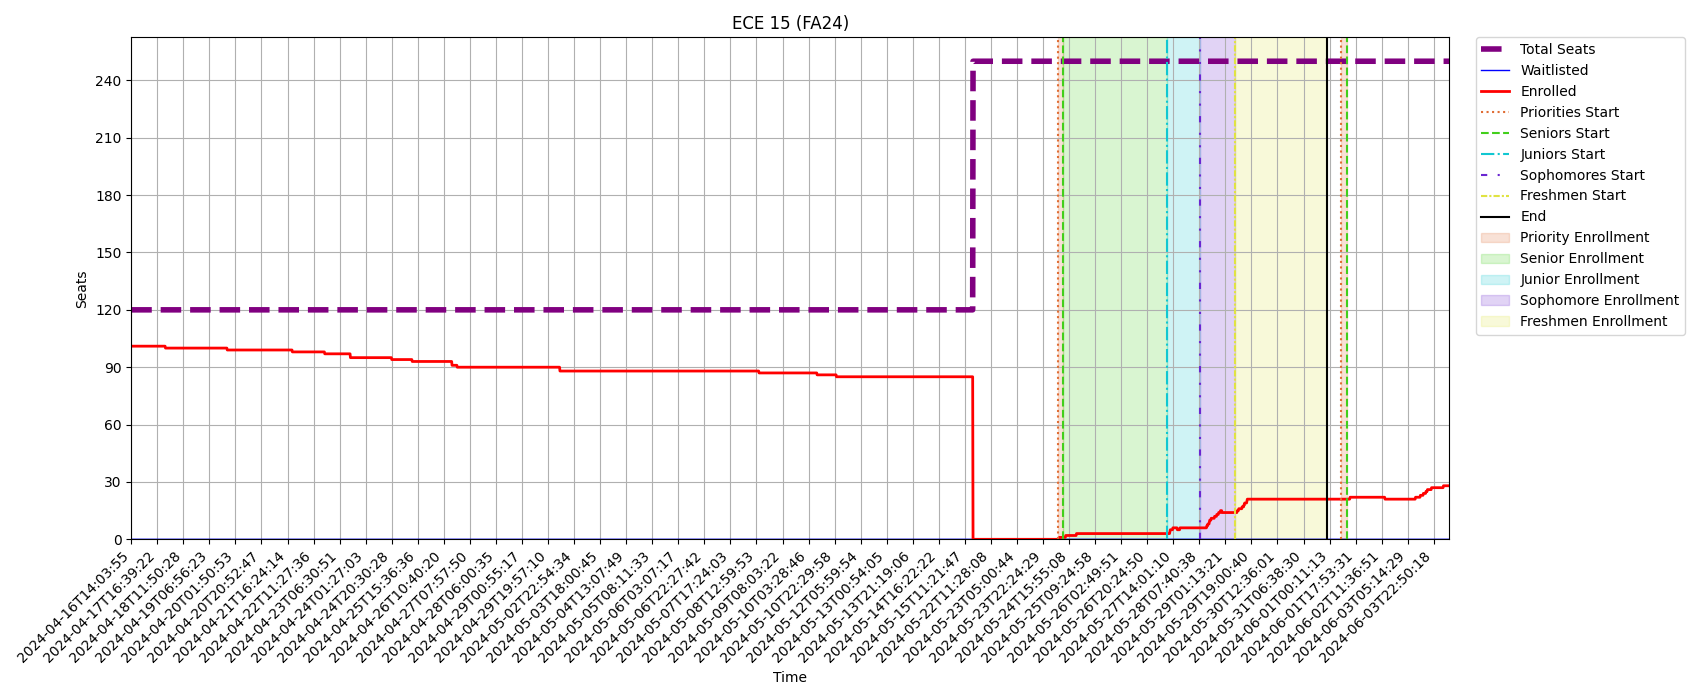 ECE 15 (FA24)
Seats
240
210
180
150
120
90
60
30
0
2024-04-16T14:03:55
2024-04-17T16:39:22
2024-04-18T11:50:28
2024-04-19T06:56:23
2024-04-20T01:50:53
2024-04-20T20:52:47
2024-04-21T16:24:14
2024-04-22T11:27:36
2024-04-23T06:30:51
2024-04-24T01:27:03
2024-04-24T20:30:28
2024-04-25T15:36:36
2024-04-26T10:40:20
2024-04-27T07:57:50
2024-04-28T06:00:35
2024-04-29T00:55:17
2024-04-29T19:57:10
2024-05-02T22:54:34
2024-05-03T18:00:45
2024-05-04T13:07:49
2024-05-05T08:11:33
2024-05-06T03:07:17
2024-05-06T22:27:42
2024-05-07T17:24:03
2024-05-08T12:59:53
2024-05-09T08:03:22
2024-05-10T03:28:46
2024-05-10T22:29:58
2024-05-12T05:59:54
2024-05-13T00:54:05
2024-05-13T21:19:06
2024-05-14T16:22:22
2024-05-15T11:21:47
2024-05-22T11:28:08
2024-05-23T05:00:44
2024-05-23T22:24:29
2024-05-24T15:55:08
2024-05-25T09:24:58
2024-05-26T02:49:51
2024-05-26T20:24:50
2024-05-27T14:01:10
2024-05-28T07:40:38
2024-05-29T01:13:21
2024-05-29T19:00:40
2024-05-30T12:36:01
2024-05-31T06:38:30
2024-06-01T00:11:13
2024-06-01T17:53:31
2024-06-02T11:36:51
2024-06-03T05:14:29
2024-06-03T22:50:18
Time
Total Seats
Waitlisted
Enrolled
Priorities Start
Seniors Start
Juniors Start
Sophomores Start
Freshmen Start
End
Priority Enrollment
Senior Enrollment
Junior Enrollment
Sophomore Enrollment
Freshmen Enrollment